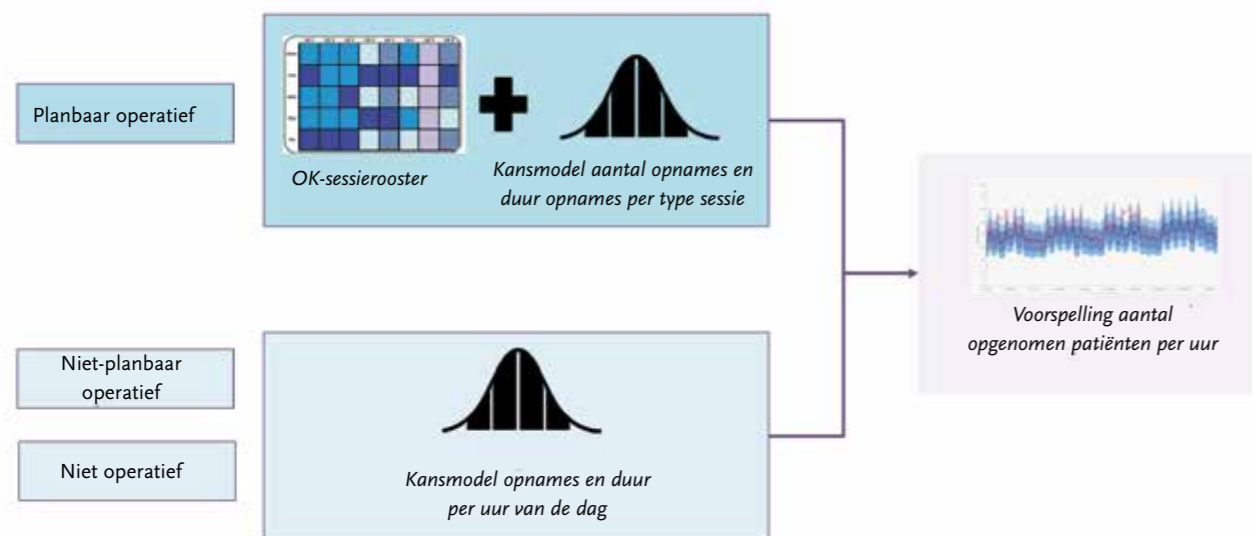 Planbaar operatief
OK-sessierooster
Kansmodel aantal opnames en
duur opnames per type sessie
Niet-planbaar
operatief
Niet operatief
Kansmodel opnames en duur
per uur van de dag
Voorspelling aantal
opgenomen patiënten per uur